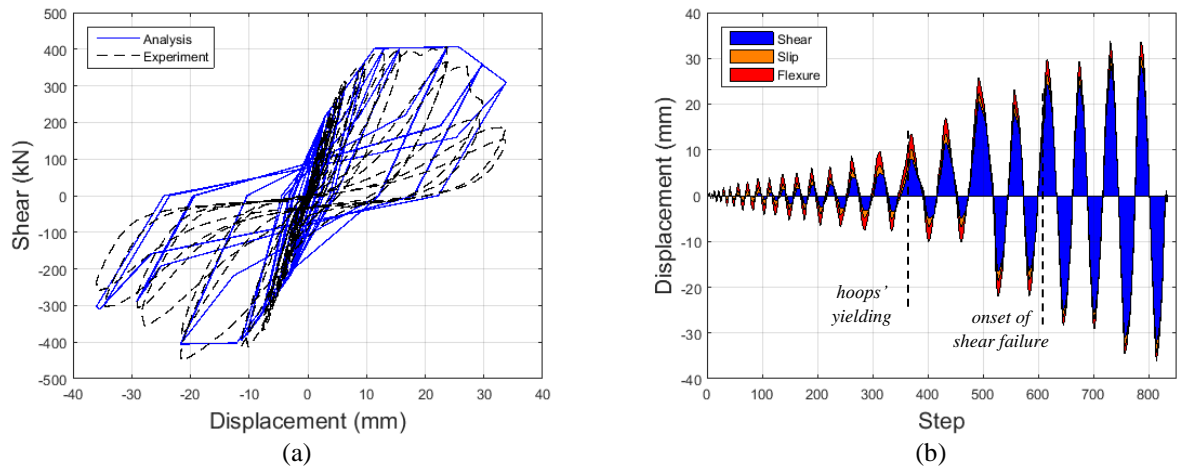 Analysis
Experiment
500
400
300
200
100
0
-100
-200
-300
-400
-500
-40
-30
-20
-10
0
10
20
30
40
Shear (kN)
Displacement (mm)
(a)
Shear
Slip
Flexure
40
30
20
10
0
-10
-20
-30
-40
0
100
200
300
400
500
600
700
800
Displacement (mm)
Step
hoops'
yielding
onset of
shear failure
(b)